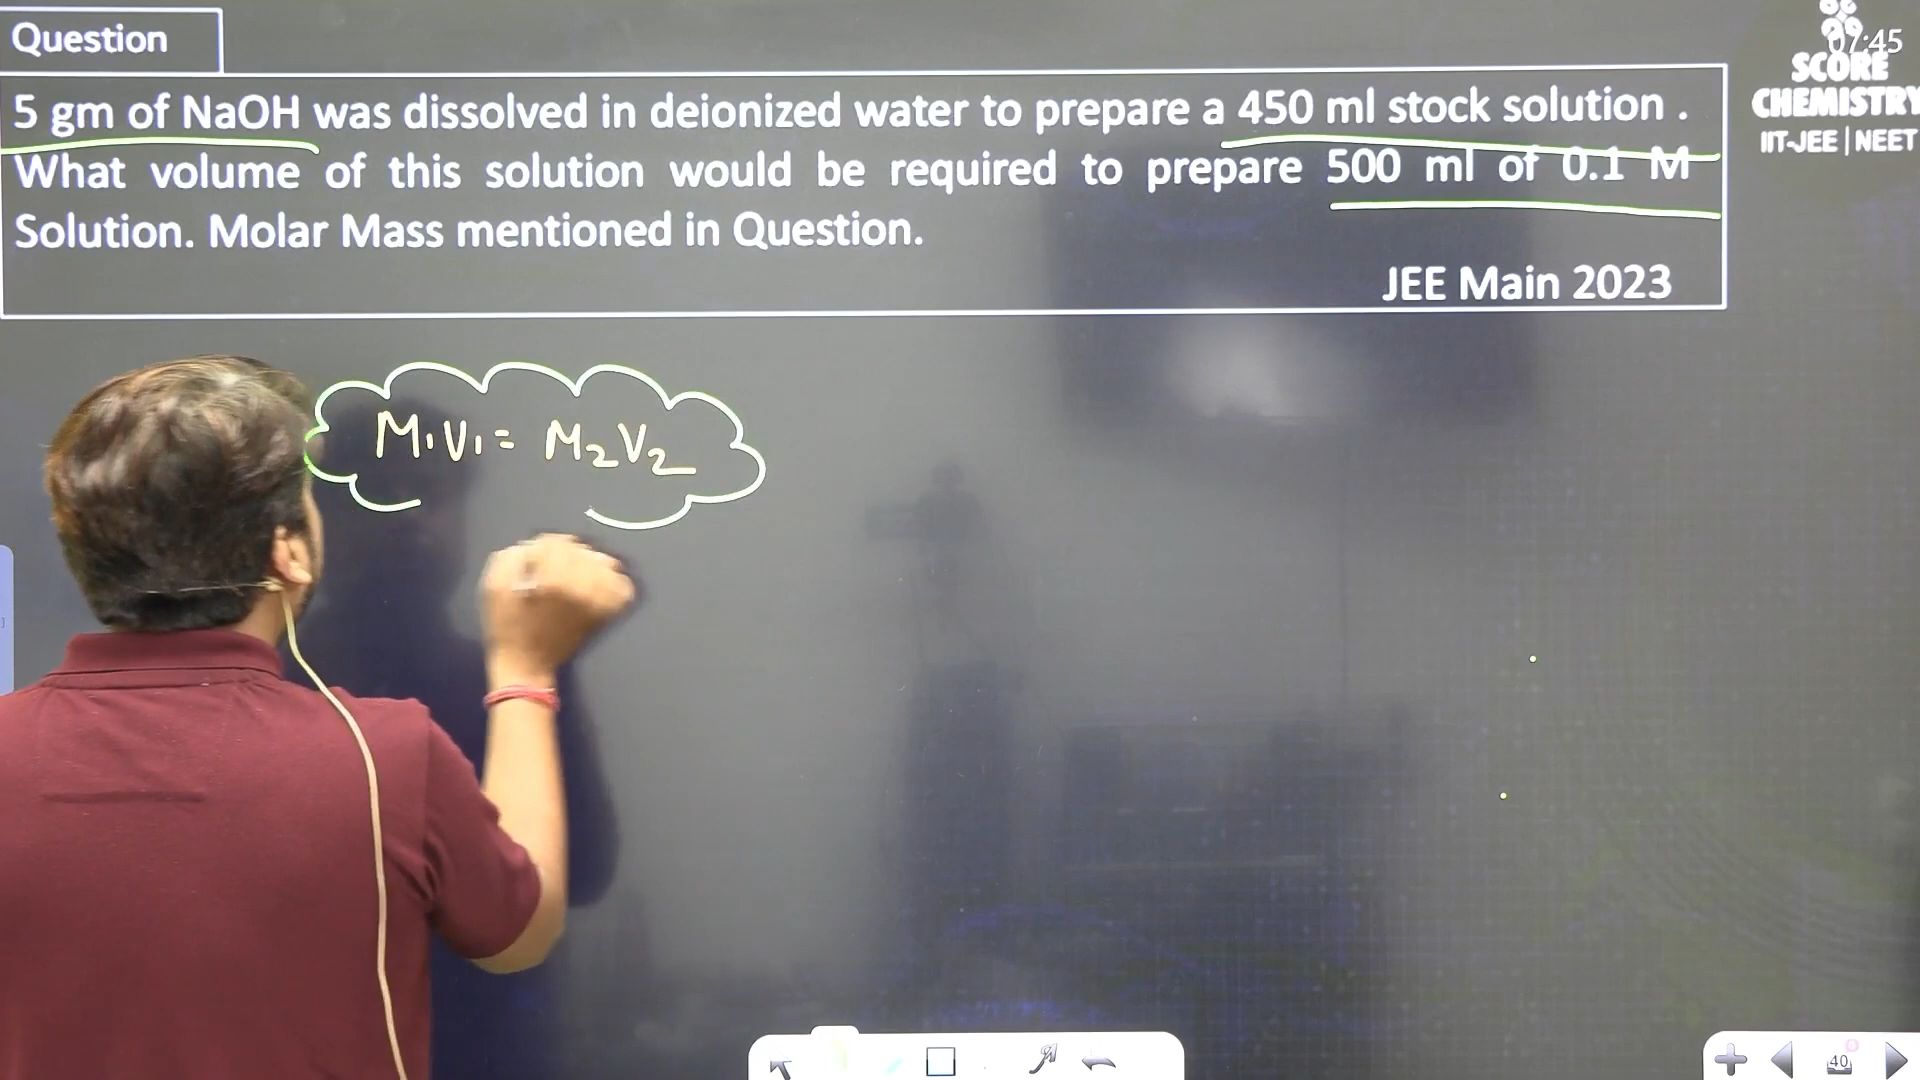 Question
07:45
SCORE
CHEMISTRY
IIT-JEE | NEET
5 gm of NaOH was dissolved in deionized water to prepare a 450 ml stock solution .
What volume of this solution would be required to prepare 500 ml of 0.1 M
Solution. Molar Mass mentioned in Question.
JEE Main 2023
M₁V₁ = M₂V₂
40